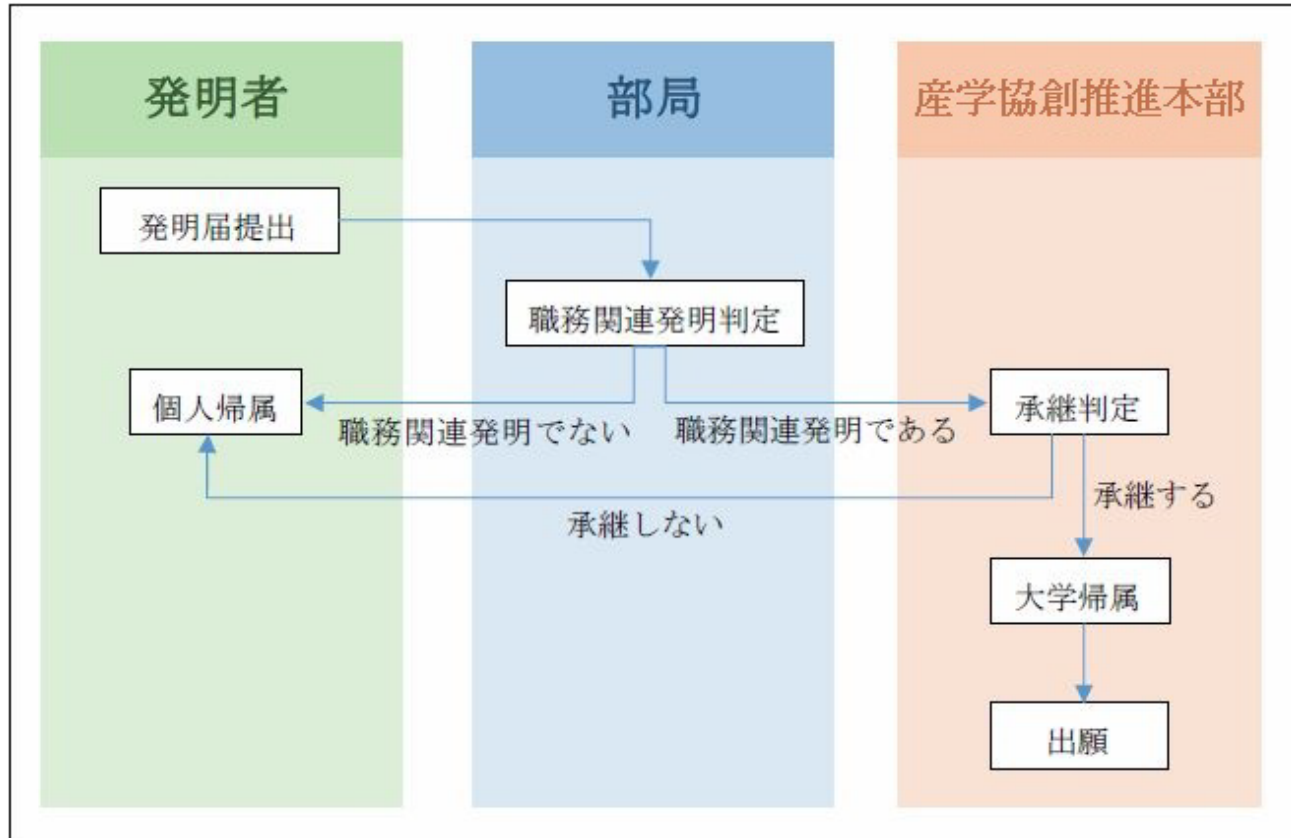 発明者
部局
産学協創推進本部
発明届提出
職務関連発明判定
個人帰属
職務関連発明でない
職務関連発明である
承継判定
承継しない
承継する
大学帰属
出願